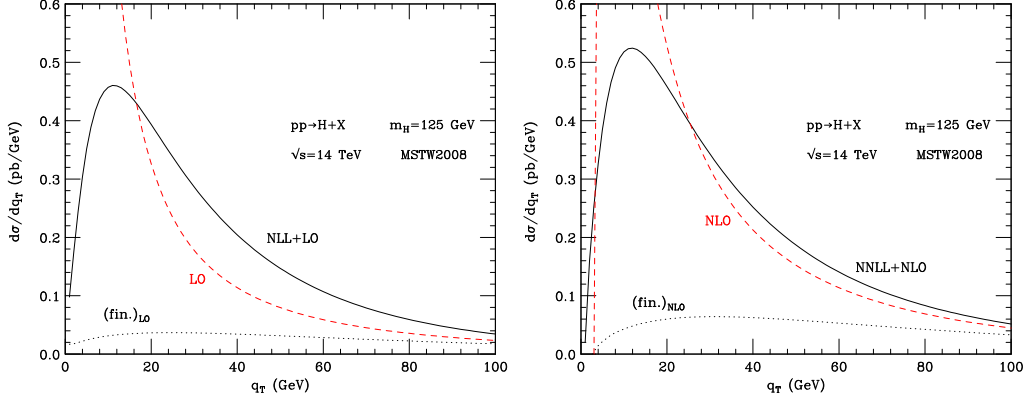 0.6
0.5
0.4
0.3
0.2
0.1
0.0
dσ/dq_T (pb/GeV)
pp→H+X m_H=125 GeV
√s=14 TeV MSTW2008
NLL+LO
LO
(fin.)_LO
0 20 40 60 80 100
q_T (GeV)
0.6
0.5
0.4
0.3
0.2
0.1
0.0
dσ/dq_T (pb/GeV)
pp→H+X m_H=125 GeV
√s=14 TeV MSTW2008
NLO
NNLL+NLO
(fin.)_NLO
0 20 40 60 80 100
q_T (GeV)